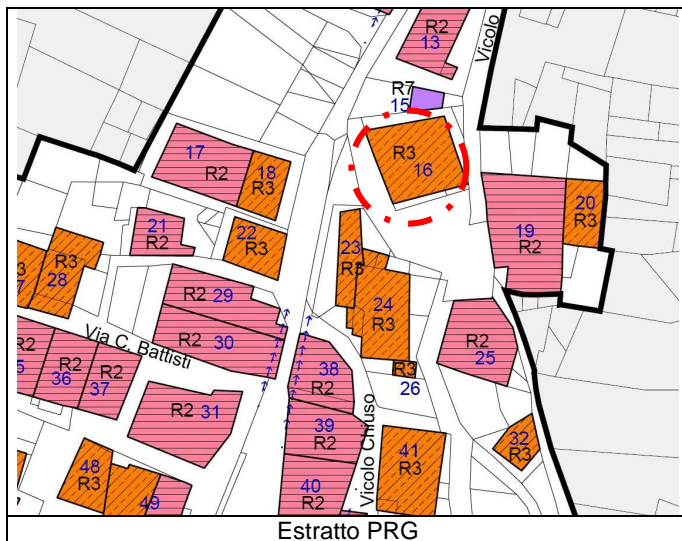 R2
13
Vicolo
R7
15
17
R2
18
R3
R3
16
20
R3
19
R2
21
R2
22
R3
23
R3
R3
28
3
7
R2
29
R2
30
24
R3
R2
25
Via C. Battisti
R2
5
R2
36
R2
37
38
R2
R3
26
R2
31
39
R2
Vicolo Chiuso
41
R3
32
R3
48
R3
49
40
R2
Estratto PRG